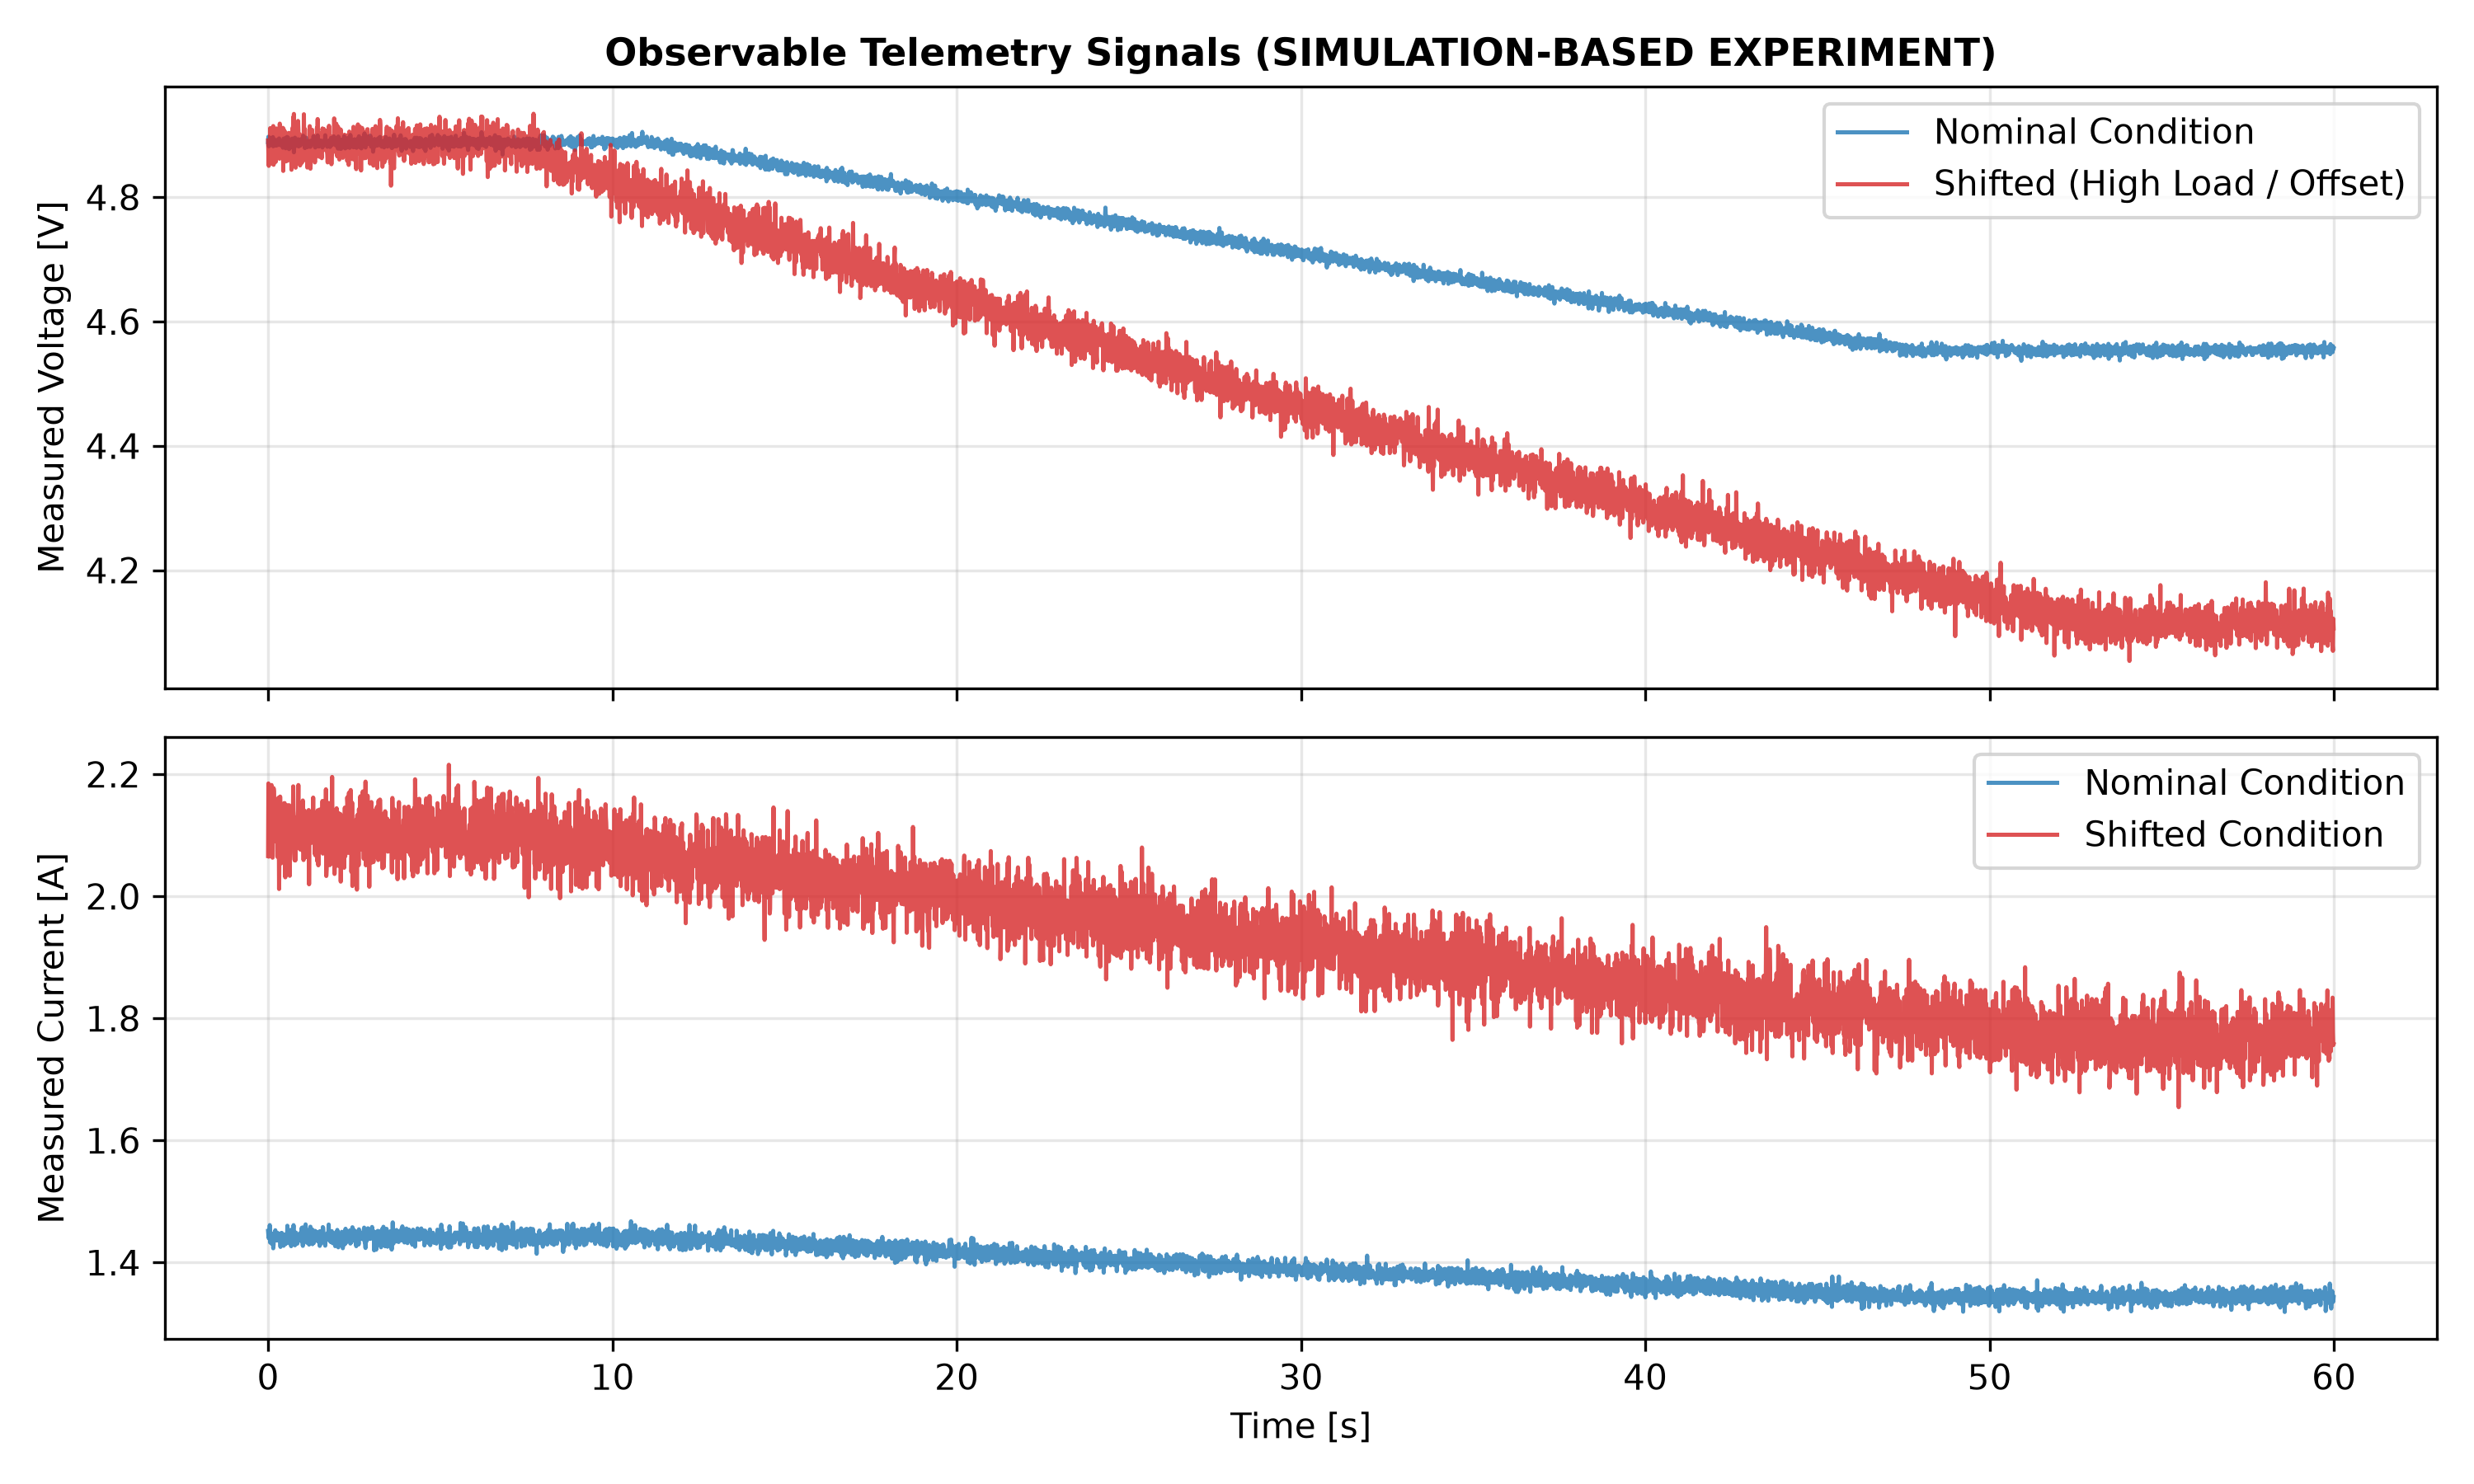 Observable Telemetry Signals (SIMULATION-BASED EXPERIMENT)
Measured Voltage [V]
4.8
4.6
4.4
4.2
Nominal Condition
Shifted (High Load / Offset)
Measured Current [A]
2.2
2.0
1.8
1.6
1.4
Nominal Condition
Shifted Condition
0 10 20 30 40 50 60
Time [s]